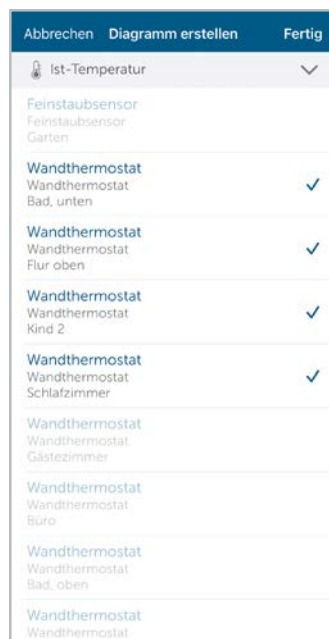 Abbrechen Diagramm erstellen Fertig
Ist-Temperatur
Feinstaubsensor
Feinstaubsensor
Garten
Wandthermostat
Wandthermostat
Bad, unten
Wandthermostat
Wandthermostat
Flur oben
Wandthermostat
Wandthermostat
Kind 2
Wandthermostat
Wandthermostat
Schlafzimmer
Wandthermostat
Wandthermostat
Gästezimmer
Wandthermostat
Wandthermostat
Büro
Wandthermostat
Wandthermostat
Bad, oben
Wandthermostat
Wandthermostat